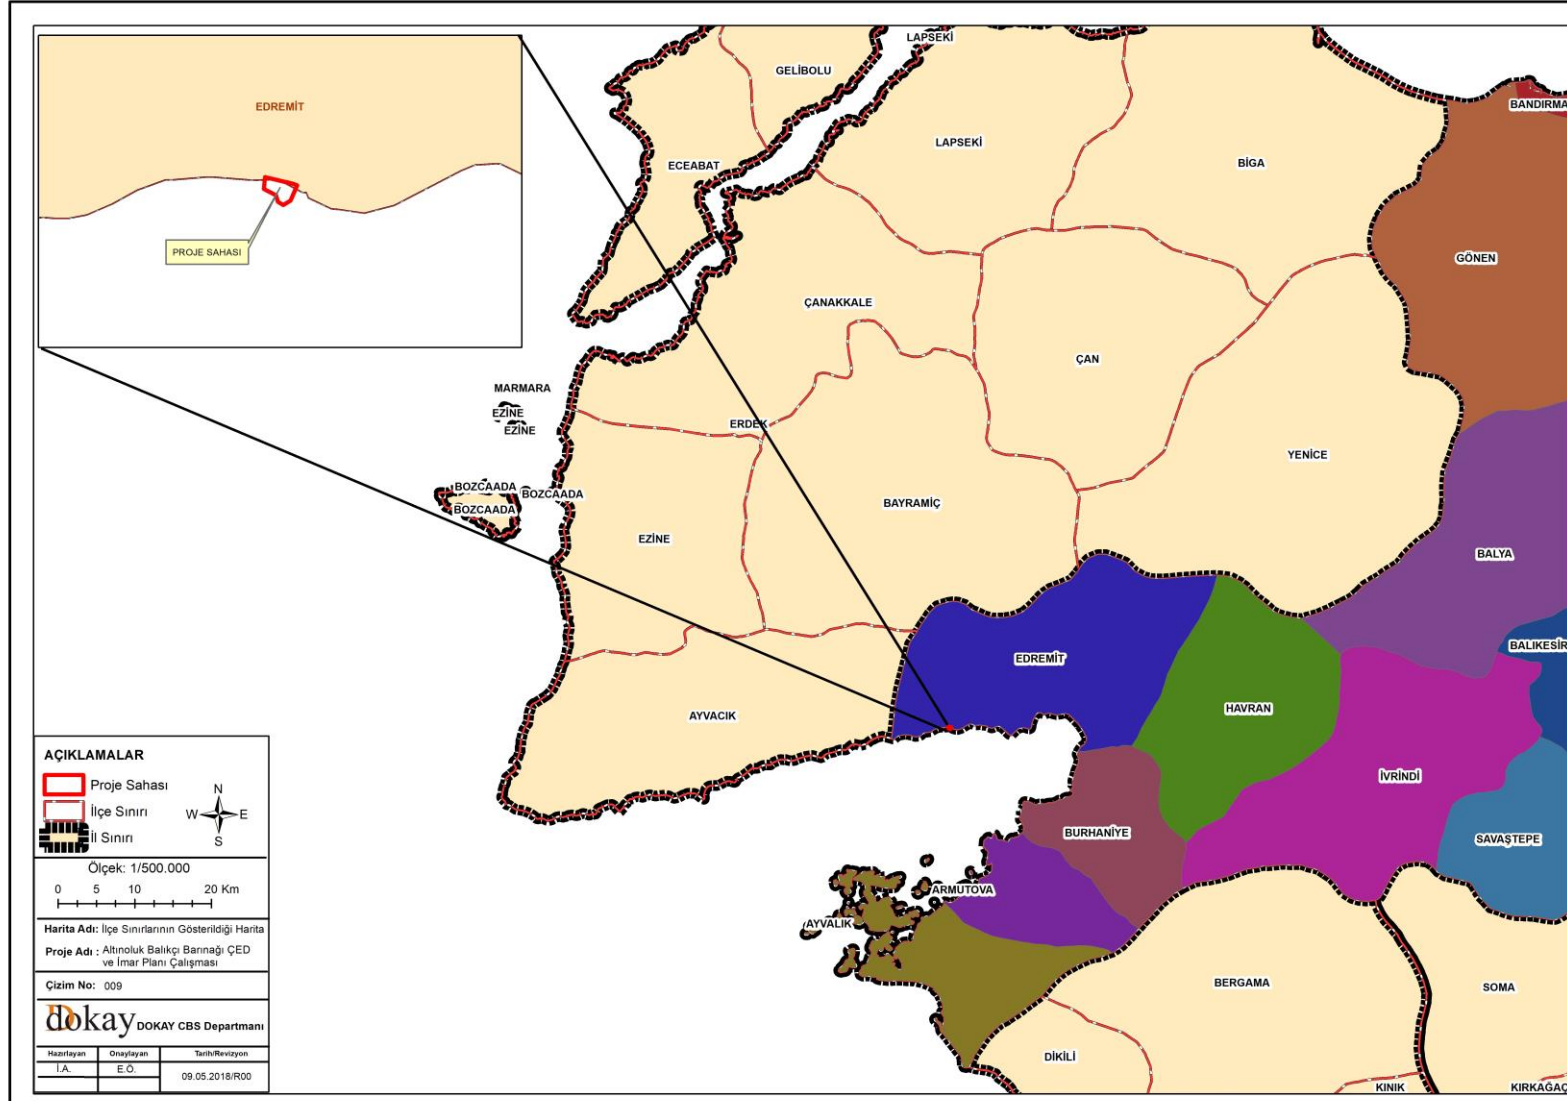 EDREMİT
PROJE SAHASI
LAPSEKİ
GELİBOLU
BANDIRMA
LAPSEKİ
ECEABAT
BİGA
GÖNEN
ÇANAKKALE
ÇAN
MARMARA
EZİNE
EZİNE
ERDEK
YENİCE
BOZCAADA
BOZCAADA
BOZCAADA
BAYRAMİÇ
EZİNE
BALYA
BALIKESİR
EDREMİT
HAVRAN
AYVACIK
İVRİNDİ
BURHANİYE
SAVAŞTEPE
ARMUTOVA
AYVALIK
BERGAMA
SOMA
DİKİLİ
KINIK
KIRKAĞAÇ
AÇIKLAMALAR
Proje Sahası
İlçe Sınırı
İl Sınırı
N
W E
S
Ölçek: 1/500.000
0 5 10 20 Km
Harita Adı: İlçe Sınırlarının Gösterildiği Harita
Proje Adı : Altınoluk Balıkçı Barınağı ÇED
ve İmar Planı Çalışması
Çizim No: 009
dokay DOKAY CBS Departmanı
Hazırlayan Onaylayan Tarih/Revizyon
İ.A. E.Ö. 09.05.2018/R00